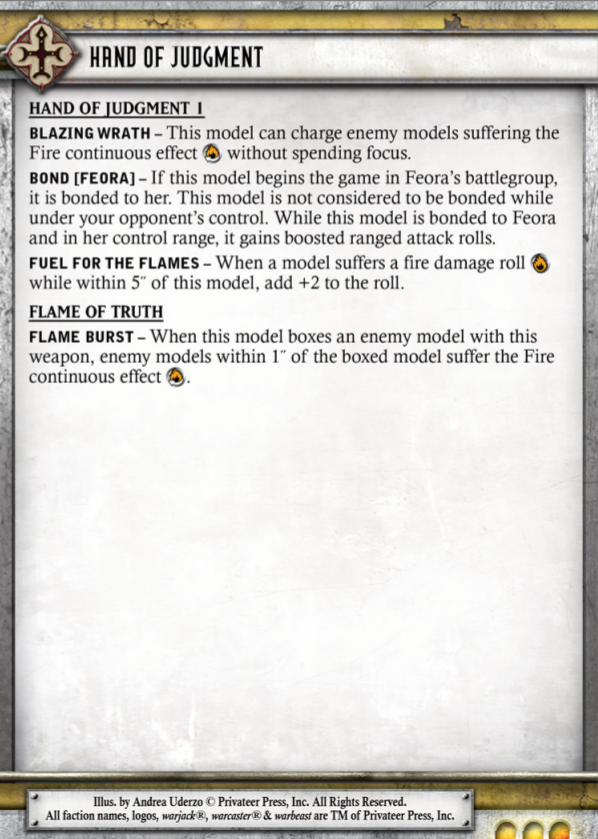 HAND OF JUDGMENT
HAND OF JUDGMENT 1
BLAZING WRATH – This model can charge enemy models suffering the
Fire continuous effect without spending focus.
BOND [FEORA] – If this model begins the game in Feora's battlegroup,
it is bonded to her. This model is not considered to be bonded while
under your opponent's control. While this model is bonded to Feora
and in her control range, it gains boosted ranged attack rolls.
FUEL FOR THE FLAMES – When a model suffers a fire damage roll
while within 5˝ of this model, add +2 to the roll.
FLAME OF TRUTH
FLAME BURST – When this model boxes an enemy model with this
weapon, enemy models within 1˝ of the boxed model suffer the Fire
continuous effect .
Illus. by Andrea Uderzo © Privateer Press, Inc. All Rights Reserved.
All faction names, logos, warjack®, warcaster® & warbeast are TM of Privateer Press, Inc.